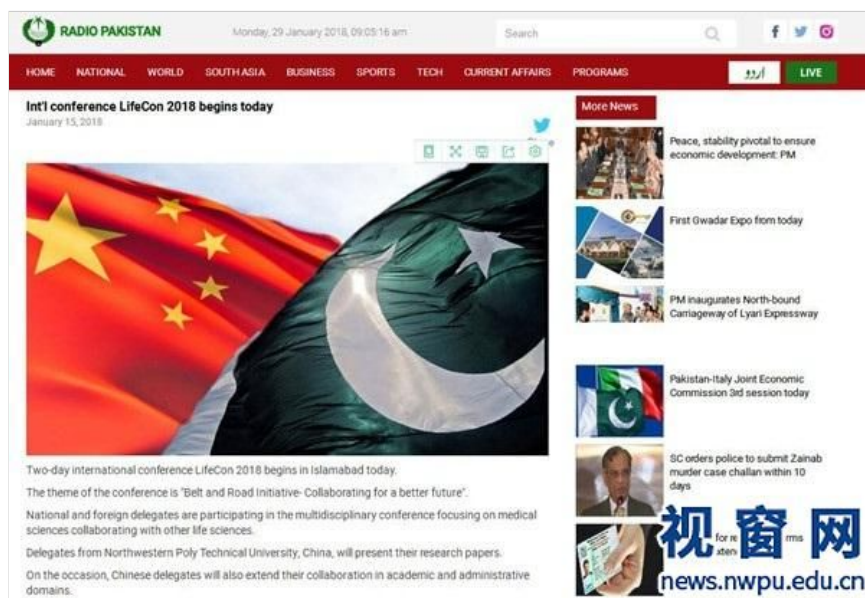 RADIO PAKISTAN
Monday, 29 January 2018, 09:05:16 am
Search
HOME NATIONAL WORLD SOUTH ASIA BUSINESS SPORTS TECH CURRENT AFFAIRS PROGRAMS اُردو LIVE
Int'l conference LifeCon 2018 begins today
January 15, 2018
Two-day international conference LifeCon 2018 begins in Islamabad today.
The theme of the conference is "Belt and Road Initiative- Collaborating for a better future".
National and foreign delegates are participating in the multidisciplinary conference focusing on medical
sciences collaborating with other life sciences.
Delegates from Northwestern Poly Technical University, China, will present their research papers.
On the occasion, Chinese delegates will also extend their collaboration in academic and administrative
domains.
More News
Peace, stability pivotal to ensure
economic development: PM
First Gwadar Expo from today
PM inaugurates North-bound
Carriageway of Lyari Expressway
Pakistan-Italy Joint Economic
Commission 3rd session today
SC orders police to submit Zainab
murder case challan within 10
days
for
视窗网
news.nwpu.edu.cn